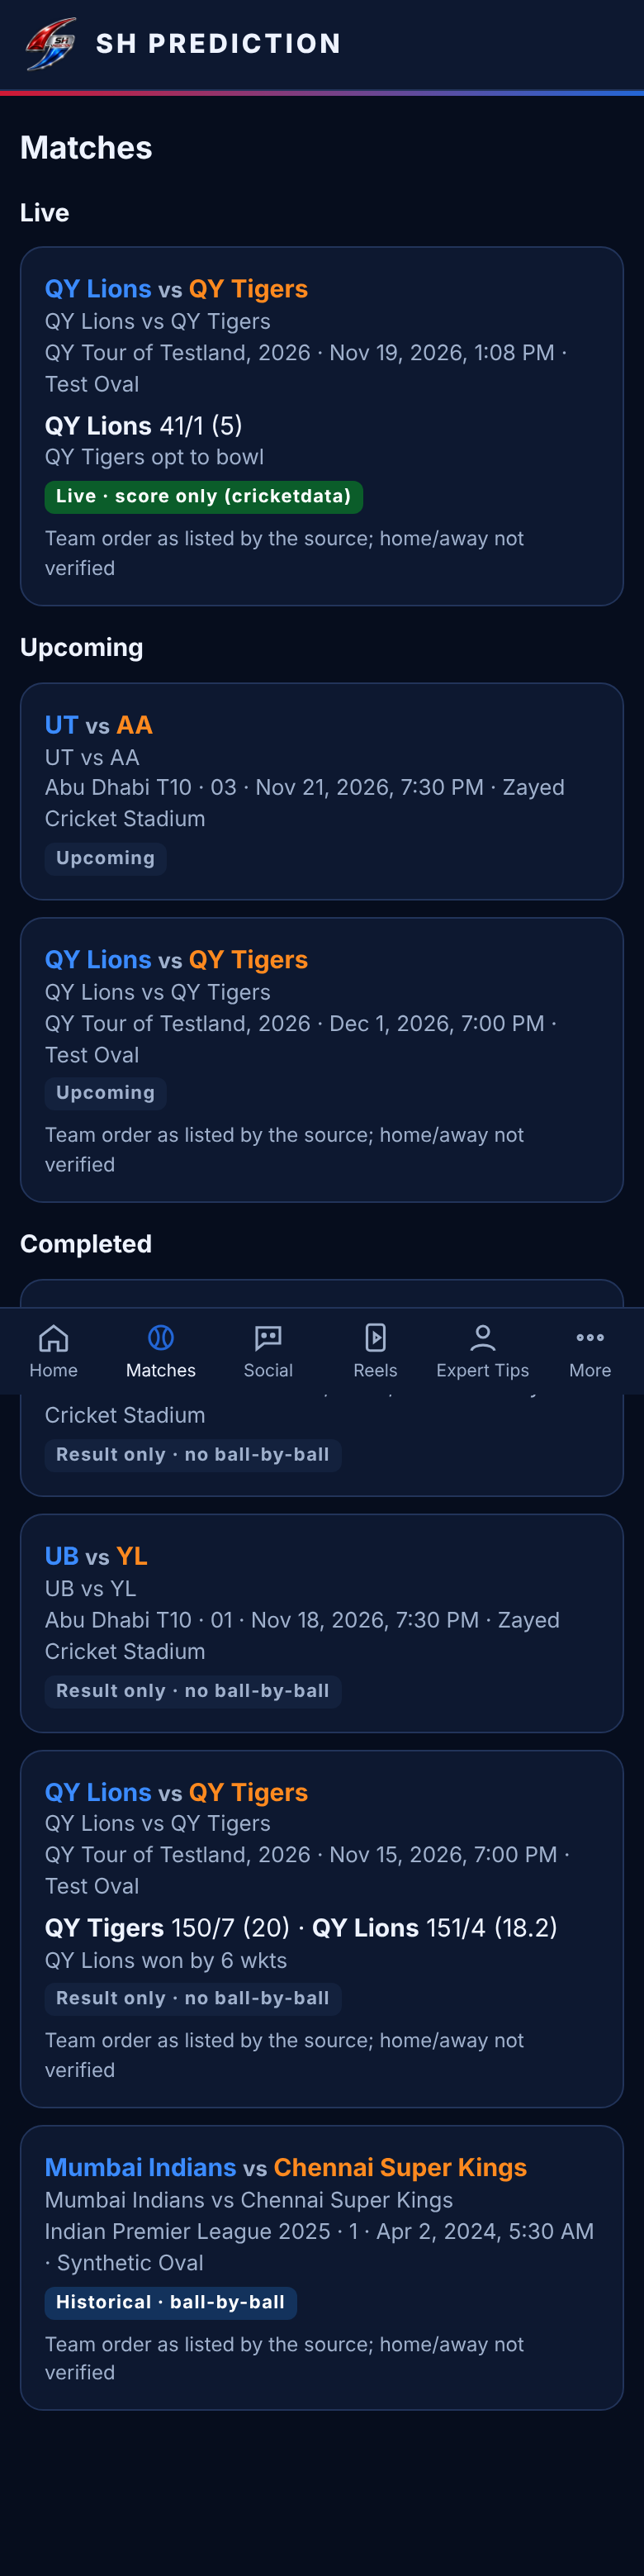 SH
SH PREDICTION
Matches
Live
QY Lions vs QY Tigers
QY Lions vs QY Tigers
QY Tour of Testland, 2026 · Nov 19, 2026, 1:08 PM ·
Test Oval
QY Lions 41/1 (5)
QY Tigers opt to bowl
Live · score only (cricketdata)
Team order as listed by the source; home/away not
verified
Upcoming
UT vs AA
UT vs AA
Abu Dhabi T10 · 03 · Nov 21, 2026, 7:30 PM · Zayed
Cricket Stadium
Upcoming
QY Lions vs QY Tigers
QY Lions vs QY Tigers
QY Tour of Testland, 2026 · Dec 1, 2026, 7:00 PM ·
Test Oval
Upcoming
Team order as listed by the source; home/away not
verified
Completed
Home Matches Social Reels Expert Tips More
Cricket Stadium
Result only · no ball-by-ball
UB vs YL
UB vs YL
Abu Dhabi T10 · 01 · Nov 18, 2026, 7:30 PM · Zayed
Cricket Stadium
Result only · no ball-by-ball
QY Lions vs QY Tigers
QY Lions vs QY Tigers
QY Tour of Testland, 2026 · Nov 15, 2026, 7:00 PM ·
Test Oval
QY Tigers 150/7 (20) · QY Lions 151/4 (18.2)
QY Lions won by 6 wkts
Result only · no ball-by-ball
Team order as listed by the source; home/away not
verified
Mumbai Indians vs Chennai Super Kings
Mumbai Indians vs Chennai Super Kings
Indian Premier League 2025 · 1 · Apr 2, 2024, 5:30 AM
· Synthetic Oval
Historical · ball-by-ball
Team order as listed by the source; home/away not
verified